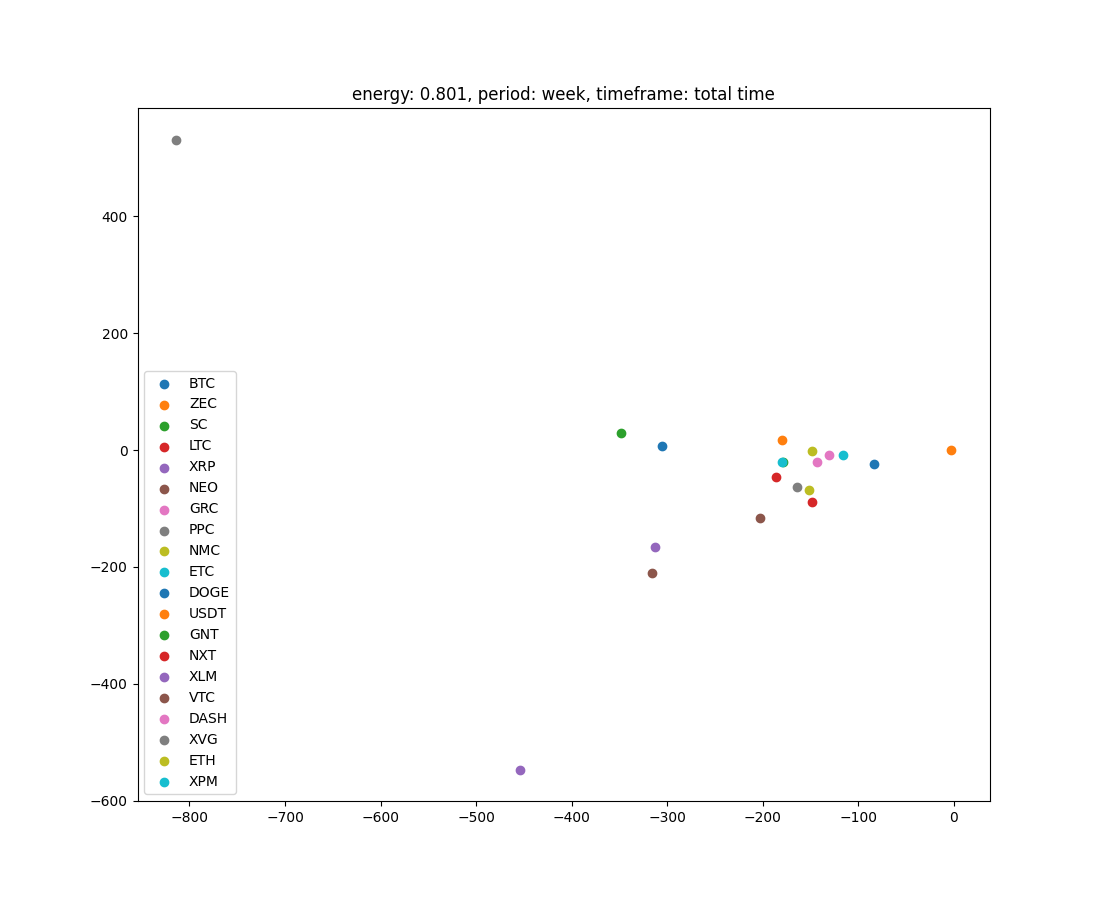 energy: 0.801, period: week, timeframe: total time
400
200
0
−200
−400
−600
BTC
ZEC
SC
LTC
XRP
NEO
GRC
PPC
NMC
ETC
DOGE
USDT
GNT
NXT
XLM
VTC
DASH
XVG
ETH
XPM
−800 −700 −600 −500 −400 −300 −200 −100 0